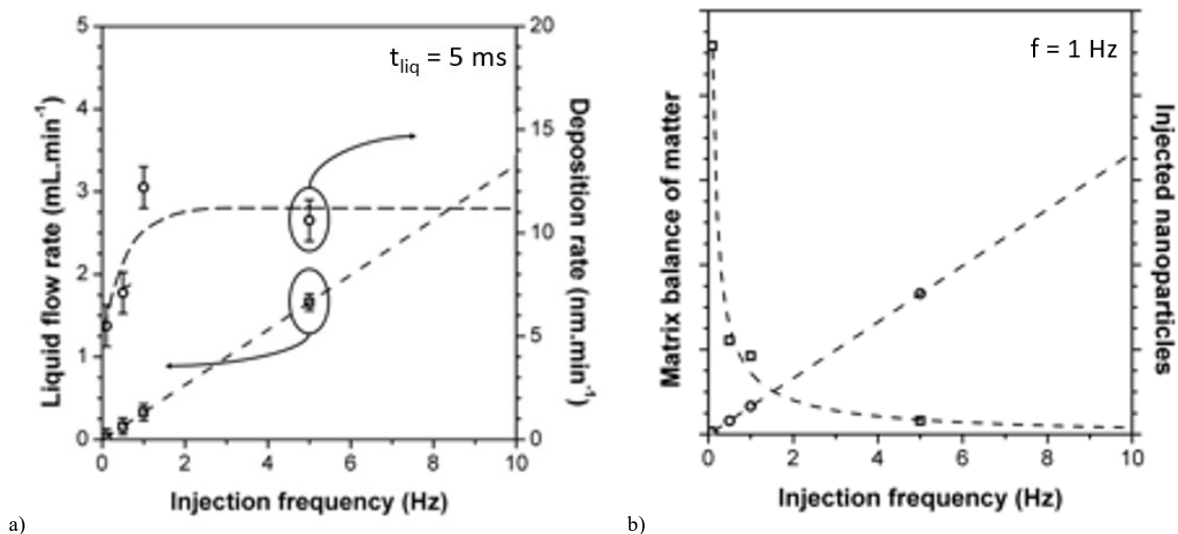 t_liq = 5 ms
Liquid flow rate (mL.min⁻¹)
5
4
3
2
1
0
20
15
10
5
0
Deposition rate (nm.min⁻¹)
0 2 4 6 8 10
Injection frequency (Hz)
a)
f = 1 Hz
Matrix balance of matter
Injected nanoparticles
0 2 4 6 8 10
Injection frequency (Hz)
b)